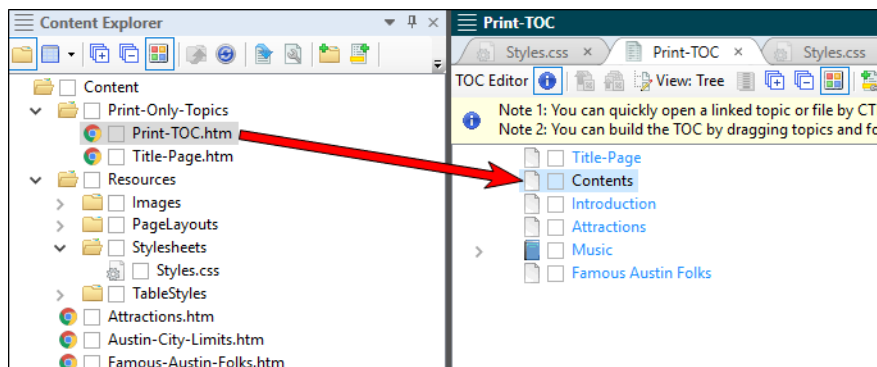 Content Explorer
Content
Print-Only-Topics
Print-TOC.htm
Title-Page.htm
Resources
Images
PageLayouts
Stylesheets
Styles.css
TableStyles
Attractions.htm
Austin-City-Limits.htm
Famous-Austin-Folks.htm
Print-TOC
Styles.css × Print-TOC × Styles.css
TOC Editor View: Tree
Note 1: You can quickly open a linked topic or file by CT
Note 2: You can build the TOC by dragging topics and fo
Title-Page
Contents
Introduction
Attractions
Music
Famous Austin Folks